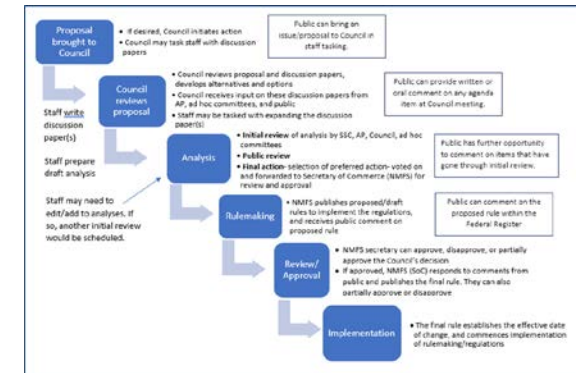 Proposal
brought to
Council
• If desired, Council initiates action
• Council may task staff with discussion
papers
Public can bring an
issue/proposal to Council in
staff tasking.
Staff write
discussion
paper(s)
Council
reviews
proposal
• Council reviews proposal and discussion papers,
develops alternatives and options
• Council receives input on these discussion papers from
AP, ad hoc committees, and public
• Staff may be tasked with expanding the discussion
paper(s)
Public can provide written or
oral comment on any agenda
item at Council meeting.
Staff prepare
draft analysis
Analysis
• Initial review of analysis by SSC, AP, Council, ad hoc
committees
• Public review
• Final action- selection of preferred action- voted on
and forwarded to Secretary of Commerce (NMFS) for
review and approval
Public has further opportunity
to comment on items that have
gone through initial review.
Staff may need to
edit/add to analyses. If
so, another initial review
would be scheduled.
Rulemaking
• NMFS publishes proposed/draft
rules to implement the regulations,
and receives public comment on
proposed rule
Public can comment on the
proposed rule within the
Federal Register
Review/
Approval
• NMFS secretary can approve, disapprove, or partially
approve the Council's decision
• If approved, NMFS (SoC) responds to comments from
public and publishes the final rule. They can also
partially approve or disapprove
Implementation
• The final rule establishes the effective date
of change, and commences implementation
of rulemaking/regulations